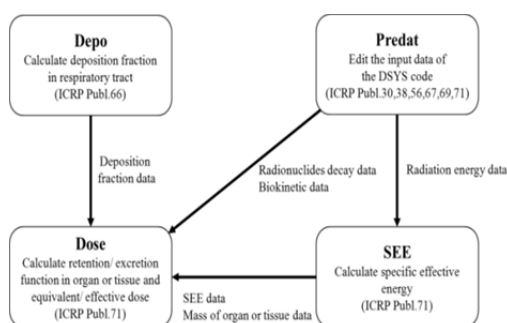 Depo
Calculate deposition fraction
in respiratory tract
(ICRP Publ.66)
Predat
Edit the input data of
the DSYS code
(ICRP Publ.30,38,56,67,69,71)
Deposition
fraction data
Radionuclides decay data
Biokinetic data
Radiation energy data
Dose
Calculate retention/ excretion
function in organ or tissue and
equivalent/ effective dose
(ICRP Publ.71)
SEE
Calculate specific effective
energy
(ICRP Publ.71)
SEE data
Mass of organ or tissue data